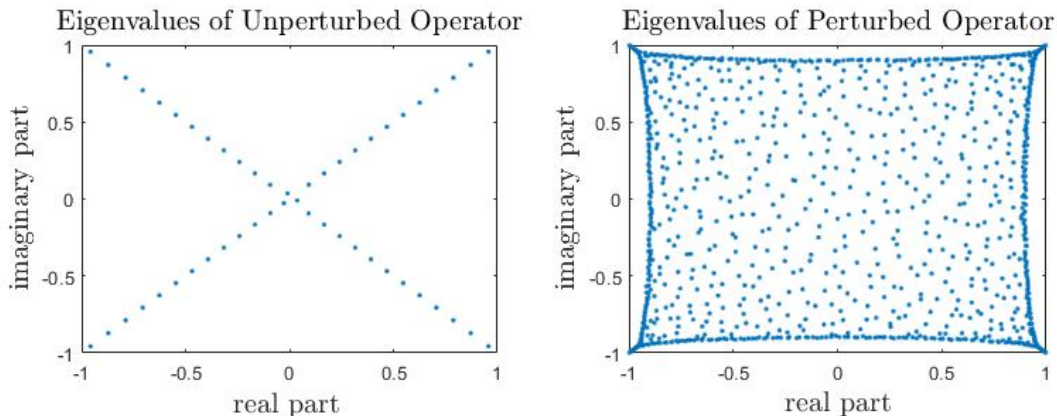 Eigenvalues of Unperturbed Operator
1
0.5
0
-0.5
-1
imaginary part
-1 -0.5 0 0.5 1
real part
Eigenvalues of Perturbed Operator
1
0.5
0
-0.5
-1
imaginary part
-1 -0.5 0 0.5 1
real part